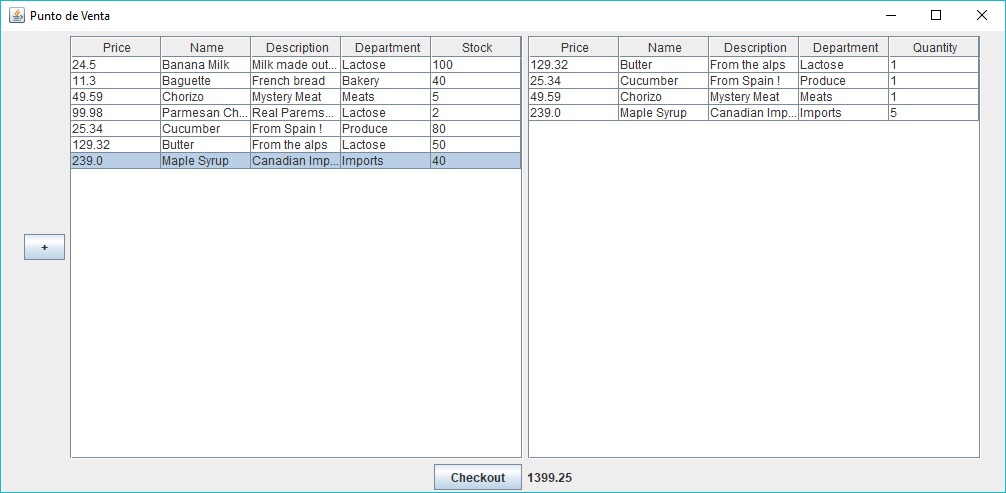 Punto de Venta
Price Name Description Department Stock
24.5 Banana Milk Milk made out... Lactose 100
11.3 Baguette French bread Bakery 40
49.59 Chorizo Mystery Meat Meats 5
99.98 Parmesan Ch... Real Parems... Lactose 2
25.34 Cucumber From Spain ! Produce 80
129.32 Butter From the alps Lactose 50
239.0 Maple Syrup Canadian Imp... Imports 40
Price Name Description Department Quantity
129.32 Butter From the alps Lactose 1
25.34 Cucumber From Spain ! Produce 1
49.59 Chorizo Mystery Meat Meats 1
239.0 Maple Syrup Canadian Imp... Imports 5
+
Checkout 1399.25